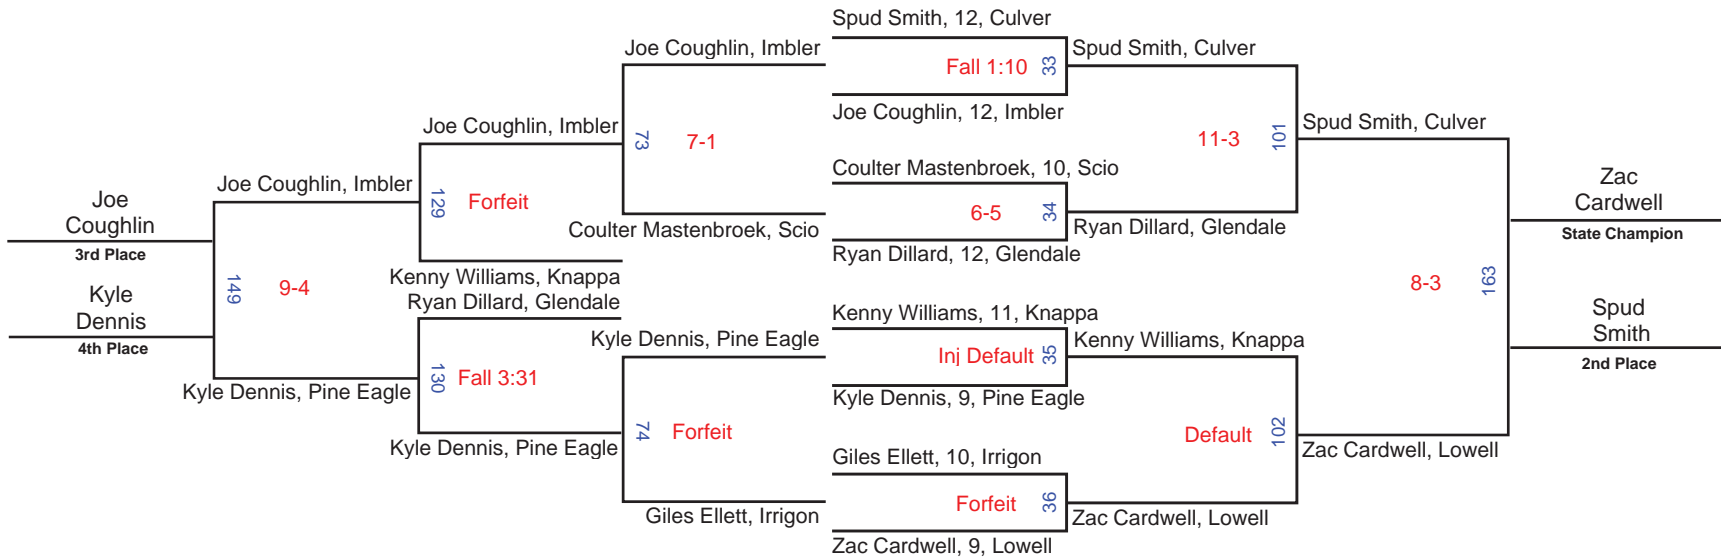 Spud Smith, 12, Culver
Joe Coughlin, Imbler
Spud Smith, Culver
Fall 1:10
33
Joe Coughlin, 12, Imbler
Joe Coughlin, Imbler
73
7-1
11-3
101
Spud Smith, Culver
Coulter Mastenbroek, 10, Scio
Joe Coughlin, Imbler
Joe
Coughlin
3rd Place
129
Forfeit
6-5
34
Coulter Mastenbroek, Scio
Ryan Dillard, Glendale
Ryan Dillard, 12, Glendale
Zac
Cardwell
State Champion
Kenny Williams, Knappa
Ryan Dillard, Glendale
149
9-4
8-3
163
Kyle
Dennis
4th Place
Kenny Williams, 11, Knappa
Kyle Dennis, Pine Eagle
Kenny Williams, Knappa
Inj Default
35
Spud
Smith
2nd Place
Kyle Dennis, Pine Eagle
130
Fall 3:31
Kyle Dennis, 9, Pine Eagle
Kyle Dennis, Pine Eagle
74
Forfeit
Default
102
Zac Cardwell, Lowell
Giles Ellett, 10, Irrigon
Forfeit
36
Giles Ellett, Irrigon
Zac Cardwell, Lowell
Zac Cardwell, 9, Lowell